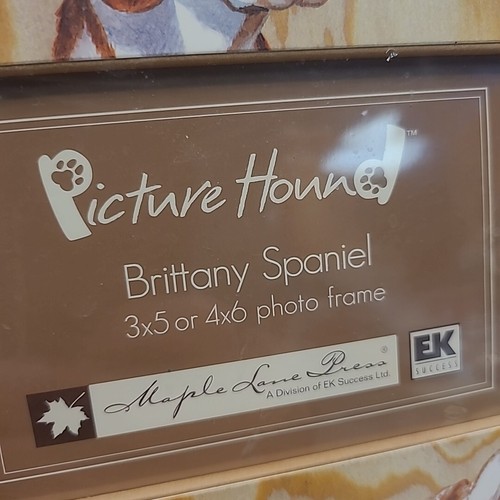 Picture Hound™
Brittany Spaniel
3x5 or 4x6 photo frame
Maple Lane Press®
A Division of EK Success Ltd.
EK
SUCCESS